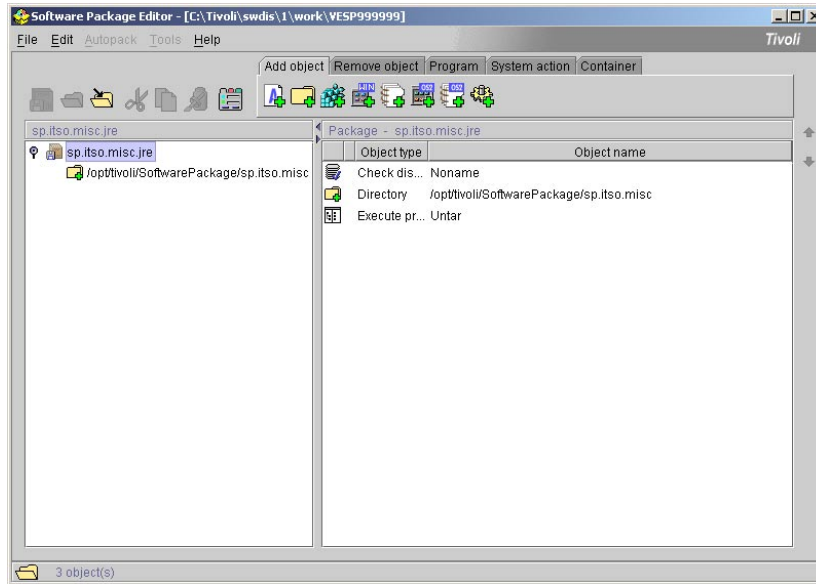 Software Package Editor - [C:\Tivoli\swdis\1\work\VESP999999]
File Edit Autopack Tools Help
Tivoli
Add object Remove object Program System action Container
A WIN OS2 OS2
sp.itso.misc.jre
Package - sp.itso.misc.jre
sp.itso.misc.jre
/opt/tivoli/SoftwarePackage/sp.itso.misc
Object type Object name
Check dis... Noname
Directory /opt/tivoli/SoftwarePackage/sp.itso.misc
Execute pr... Untar
3 object(s)